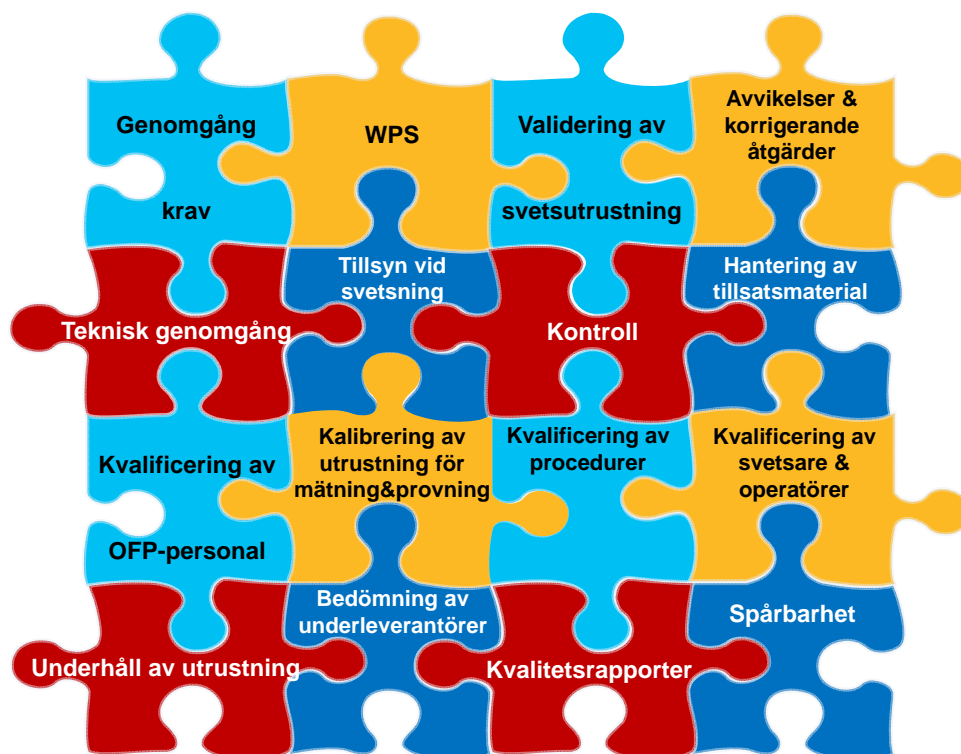 Genomgång
krav
WPS
Validering av
svetsutrustning
Avvikelser &
korrigerande
åtgärder
Teknisk genomgång
Tillsyn vid
svetsning
Kontroll
Hantering av
tillsatsmaterial
Kvalificering av
OFP-personal
Kalibrering av
utrustning för
mätning&provning
Kvalificering av
procedurer
Kvalificering av
svetsare &
operatörer
Underhåll av utrustning
Bedömning av
underleverantörer
Kvalitetsrapporter
Spårbarhet